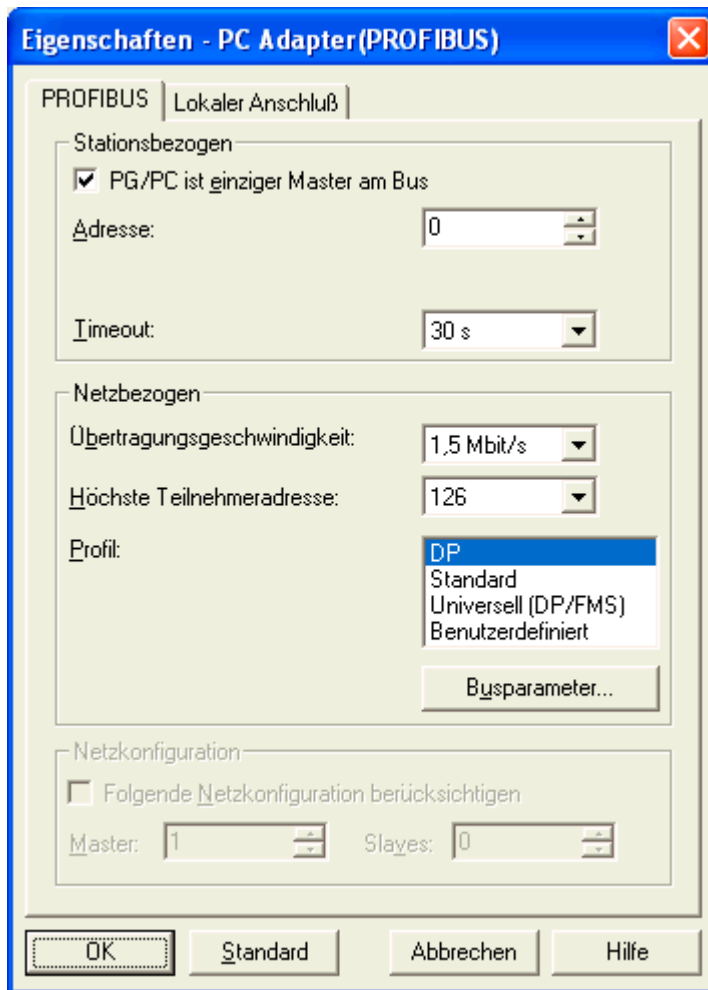 Eigenschaften - PC Adapter(PROFIBUS)
PROFIBUS Lokaler Anschluß
Stationsbezogen
PG/PC ist einziger Master am Bus
Adresse: 0
Timeout: 30 s
Netzbezogen
Übertragungsgeschwindigkeit: 1,5 Mbit/s
Höchste Teilnehmeradresse: 126
Profil: DP
Standard
Universell (DP/FMS)
Benutzerdefiniert
Busparameter...
Netzkonfiguration
Folgende Netzkonfiguration berücksichtigen
Master: 1 Slaves: 0
OK Standard Abbrechen Hilfe